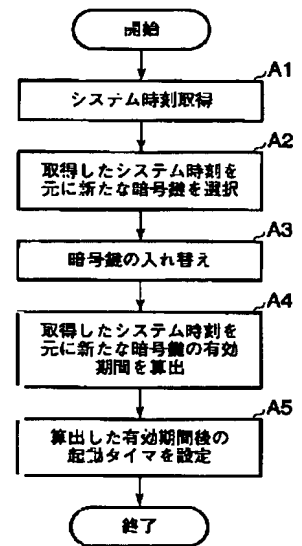 開始
A1
システム時刻取得
A2
取得したシステム時刻を
元に新たな暗号鍵を選択
A3
暗号鍵の入れ替え
A4
取得したシステム時刻を
元に新たな暗号鍵の有効
期間を算出
A5
算出した有効期間後の
起動タイマを設定
終了